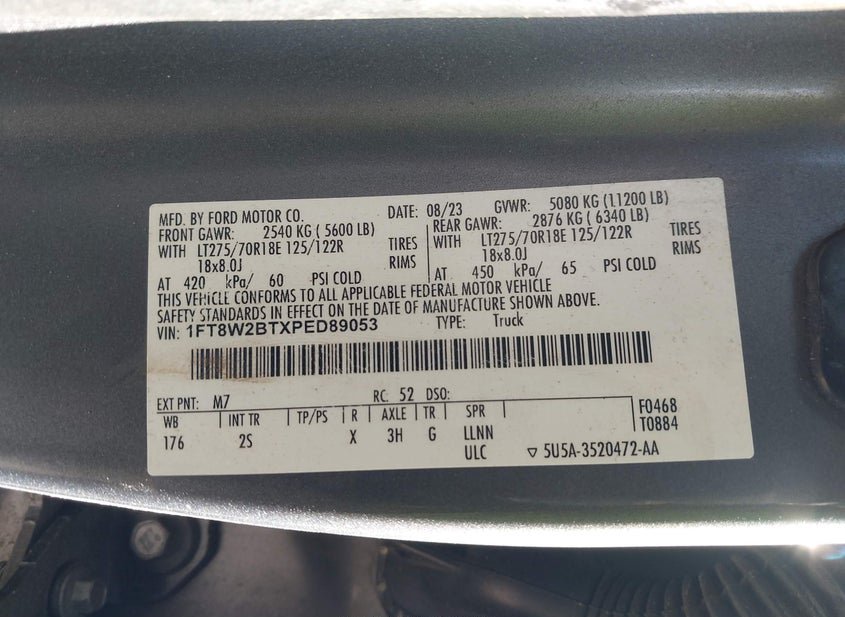 MFD. BY FORD MOTOR CO.
DATE: 08/23
GVWR: 5080 KG (11200 LB)
FRONT GAWR: 2540 KG ( 5600 LB)
WITH LT275/70R18E 125/122R TIRES
18x8.0J RIMS
AT 420 kPa/ 60 PSI COLD
REAR GAWR: 2876 KG ( 6340 LB)
WITH LT275/70R18E 125/122R TIRES
18x8.0J RIMS
AT 450 kPa/ 65 PSI COLD
THIS VEHICLE CONFORMS TO ALL APPLICABLE FEDERAL MOTOR VEHICLE
SAFETY STANDARDS IN EFFECT ON THE DATE OF MANUFACTURE SHOWN ABOVE.
VIN: 1FT8W2BTXPED89053 TYPE: Truck
EXT PNT: M7 RC: 52 DSO:
WB INT TR TP/PS R AXLE TR SPR
176 2S X 3H G LLNN
ULC
F0468
T0884
▽ 5U5A-3520472-AA